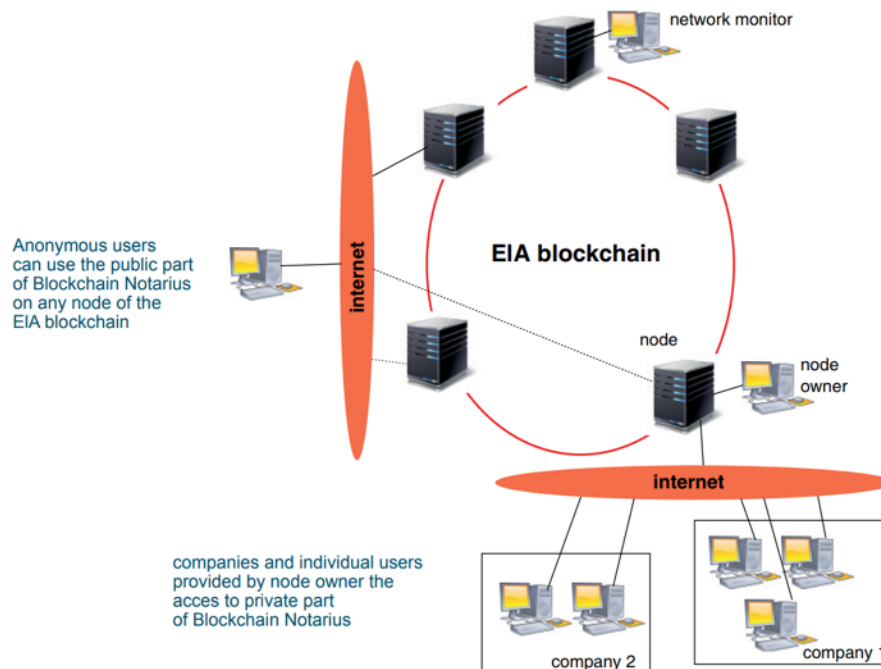 network monitor
Anonymous users
can use the public part
of Blockchain Notarius
on any node of the
EIA blockchain
internet
EIA blockchain
node
node
owner
internet
companies and individual users
provided by node owner the
acces to private part
of Blockchain Notarius
company 2
company 1